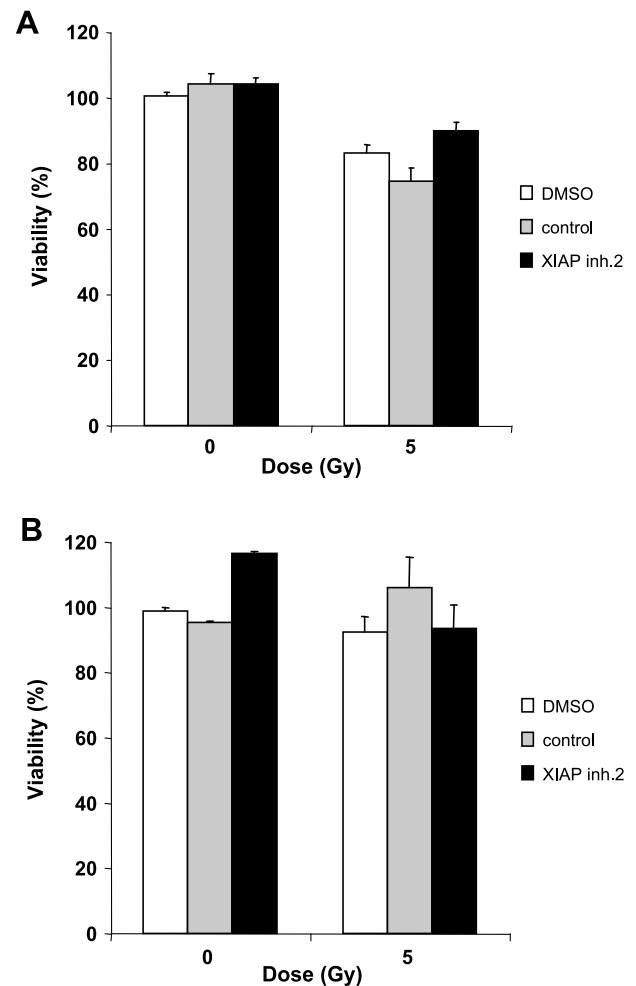 A
120
100
80
60
40
20
0
Viability (%)
0
5
Dose (Gy)
DMSO
control
XIAP inh.2
B
120
100
80
60
40
20
0
Viability (%)
0
5
Dose (Gy)
DMSO
control
XIAP inh.2